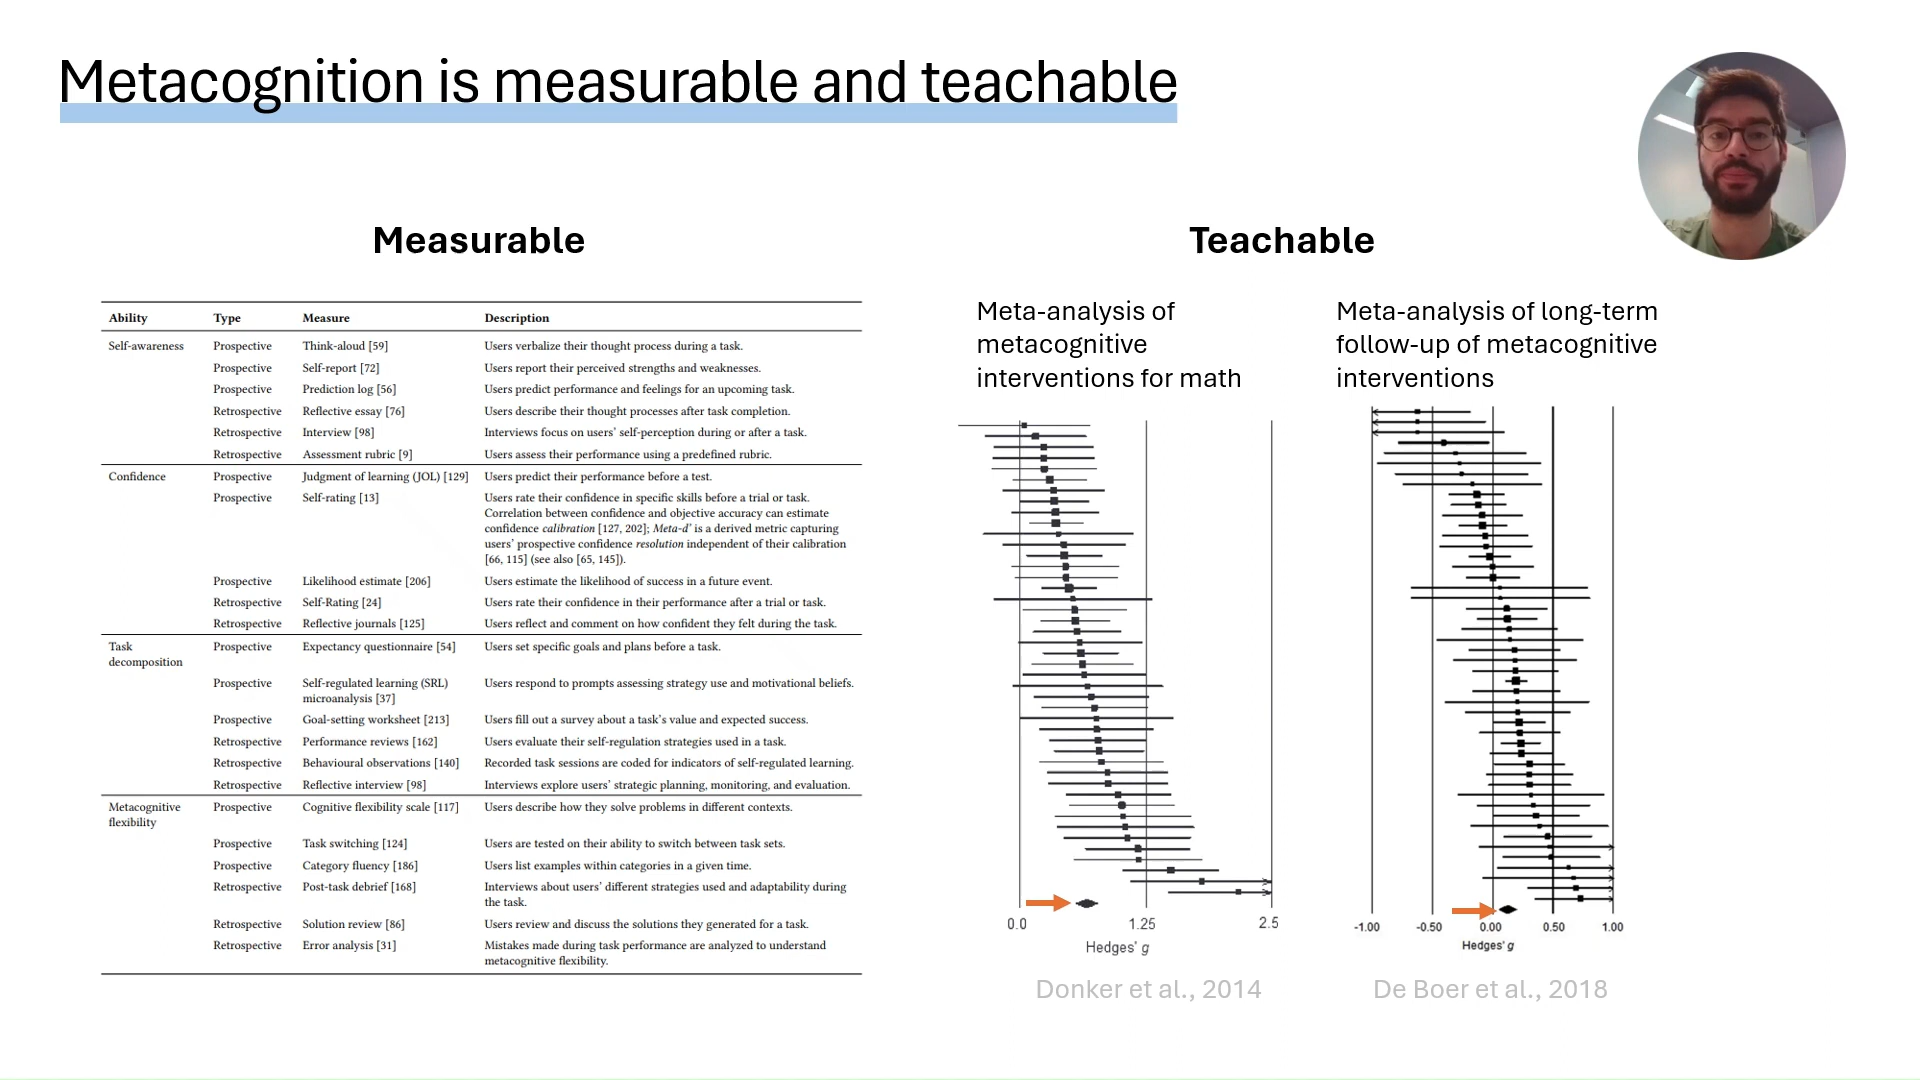 Metacognition is measurable and teachable
Measurable
Ability Type Measure Description
Self-awareness Prospective Think-aloud [59] Users verbalize their thought process during a task.
Prospective Self-report [72] Users report their perceived strengths and weaknesses.
Prospective Prediction log [56] Users predict performance and feelings for an upcoming task.
Retrospective Reflective essay [76] Users describe their thought processes after task completion.
Retrospective Interview [98] Interviews focus on users' self-perception during or after a task.
Retrospective Assessment rubric [9] Users assess their performance using a predefined rubric.
Confidence Prospective Judgment of learning (JOL) [129] Users predict their performance before a test.
Prospective Self-rating [13] Users rate their confidence in specific skills before a trial or task.
Correlation between confidence and objective accuracy can estimate
confidence calibration [127, 202]; Meta-d' is a derived metric capturing
users' prospective confidence resolution independent of their calibration
[66, 115] (see also [65, 145]).
Prospective Likelihood estimate [206] Users estimate the likelihood of success in a future event.
Retrospective Self-Rating [24] Users rate their confidence in their performance after a trial or task.
Retrospective Reflective journals [125] Users reflect and comment on how confident they felt during the task.
Task Prospective Expectancy questionnaire [54] Users set specific goals and plans before a task.
decomposition
Prospective Self-regulated learning (SRL) Users respond to prompts assessing strategy use and motivational beliefs.
microanalysis [37]
Prospective Goal-setting worksheet [213] Users fill out a survey about a task's value and expected success.
Retrospective Performance reviews [162] Users evaluate their self-regulation strategies used in a task.
Retrospective Behavioural observations [140] Recorded task sessions are coded for indicators of self-regulated learning.
Retrospective Reflective interview [98] Interviews explore users' strategic planning, monitoring, and evaluation.
Metacognitive Prospective Cognitive flexibility scale [117] Users describe how they solve problems in different contexts.
flexibility
Prospective Task switching [124] Users are tested on their ability to switch between task sets.
Prospective Category fluency [186] Users list examples within categories in a given time.
Retrospective Post-task debrief [168] Interviews about users' different strategies used and adaptability during
the task.
Retrospective Solution review [86] Users review and discuss the solutions they generated for a task.
Retrospective Error analysis [31] Mistakes made during task performance are analyzed to understand
metacognitive flexibility.
Teachable
Meta-analysis of
metacognitive
interventions for math
0.0 1.25 2.5
Hedges' g
Donker et al., 2014
Meta-analysis of long-term
follow-up of metacognitive
interventions
-1.00 -0.50 0.00 0.50 1.00
Hedges' g
De Boer et al., 2018